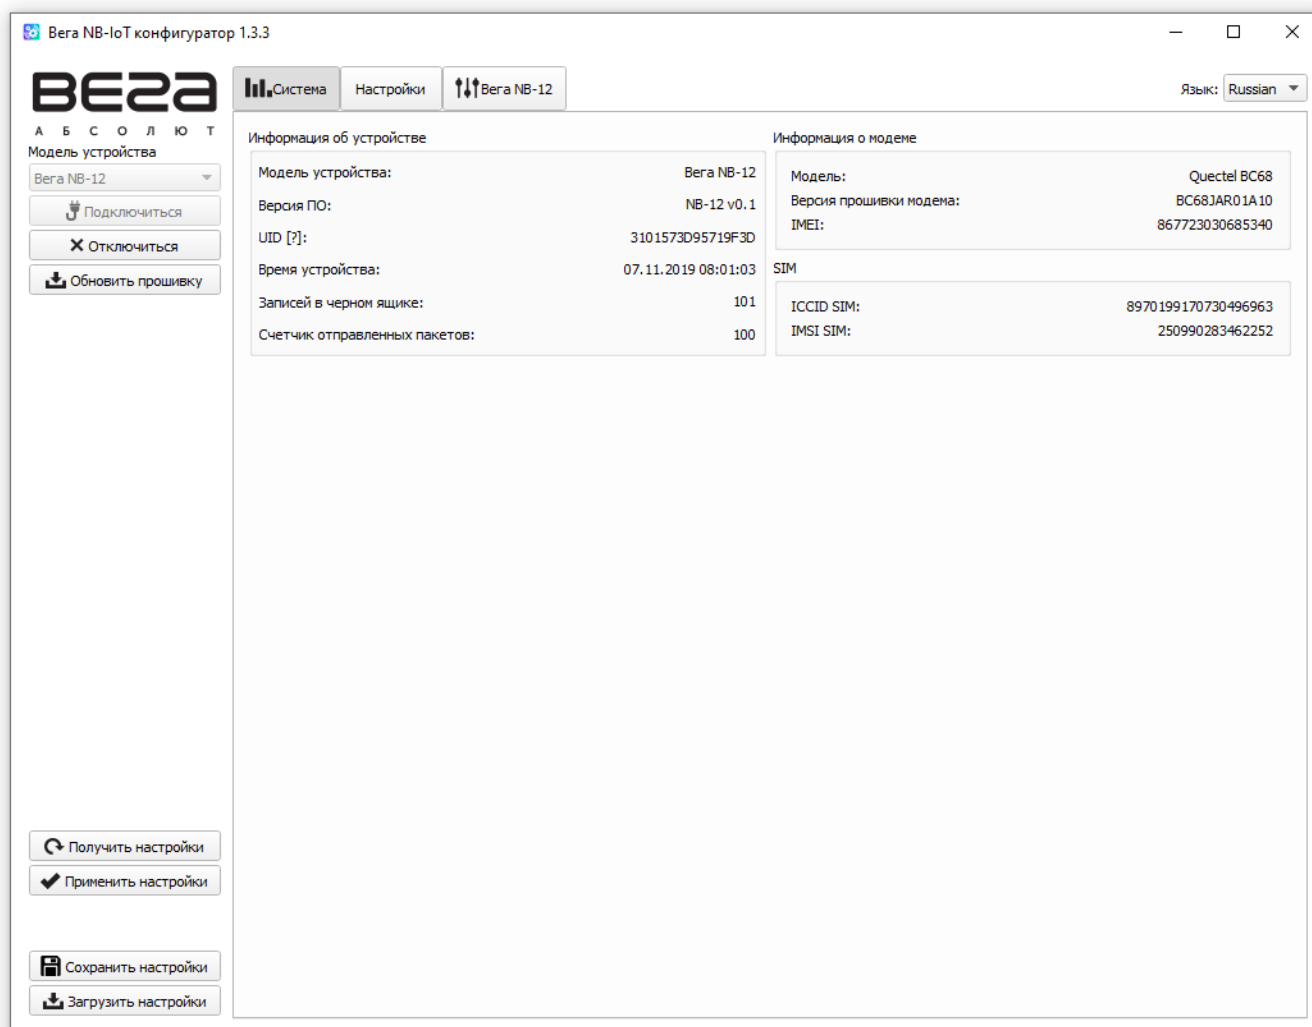 Вега NB-IoT конфигуратор 1.3.3
ВЕГА
АБСОЛЮТ
Система
Настройки
Вега NB-12
Язык: Russian
Модель устройства
Вега NB-12
Подключиться
Отключиться
Обновить прошивку
Информация об устройстве
Модель устройства: Вега NB-12
Версия ПО: NB-12 v0.1
UID [?]: 3101573D95719F3D
Время устройства: 07.11.2019 08:01:03
Записей в черном ящике: 101
Счетчик отправленных пакетов: 100
Информация о модеме
Модель: Quectel BC68
Версия прошивки модема: BC68JAR01A10
IMEI: 867723030685340
SIM
ICCID SIM: 8970199170730496963
IMSI SIM: 250990283462252
Получить настройки
Применить настройки
Сохранить настройки
Загрузить настройки